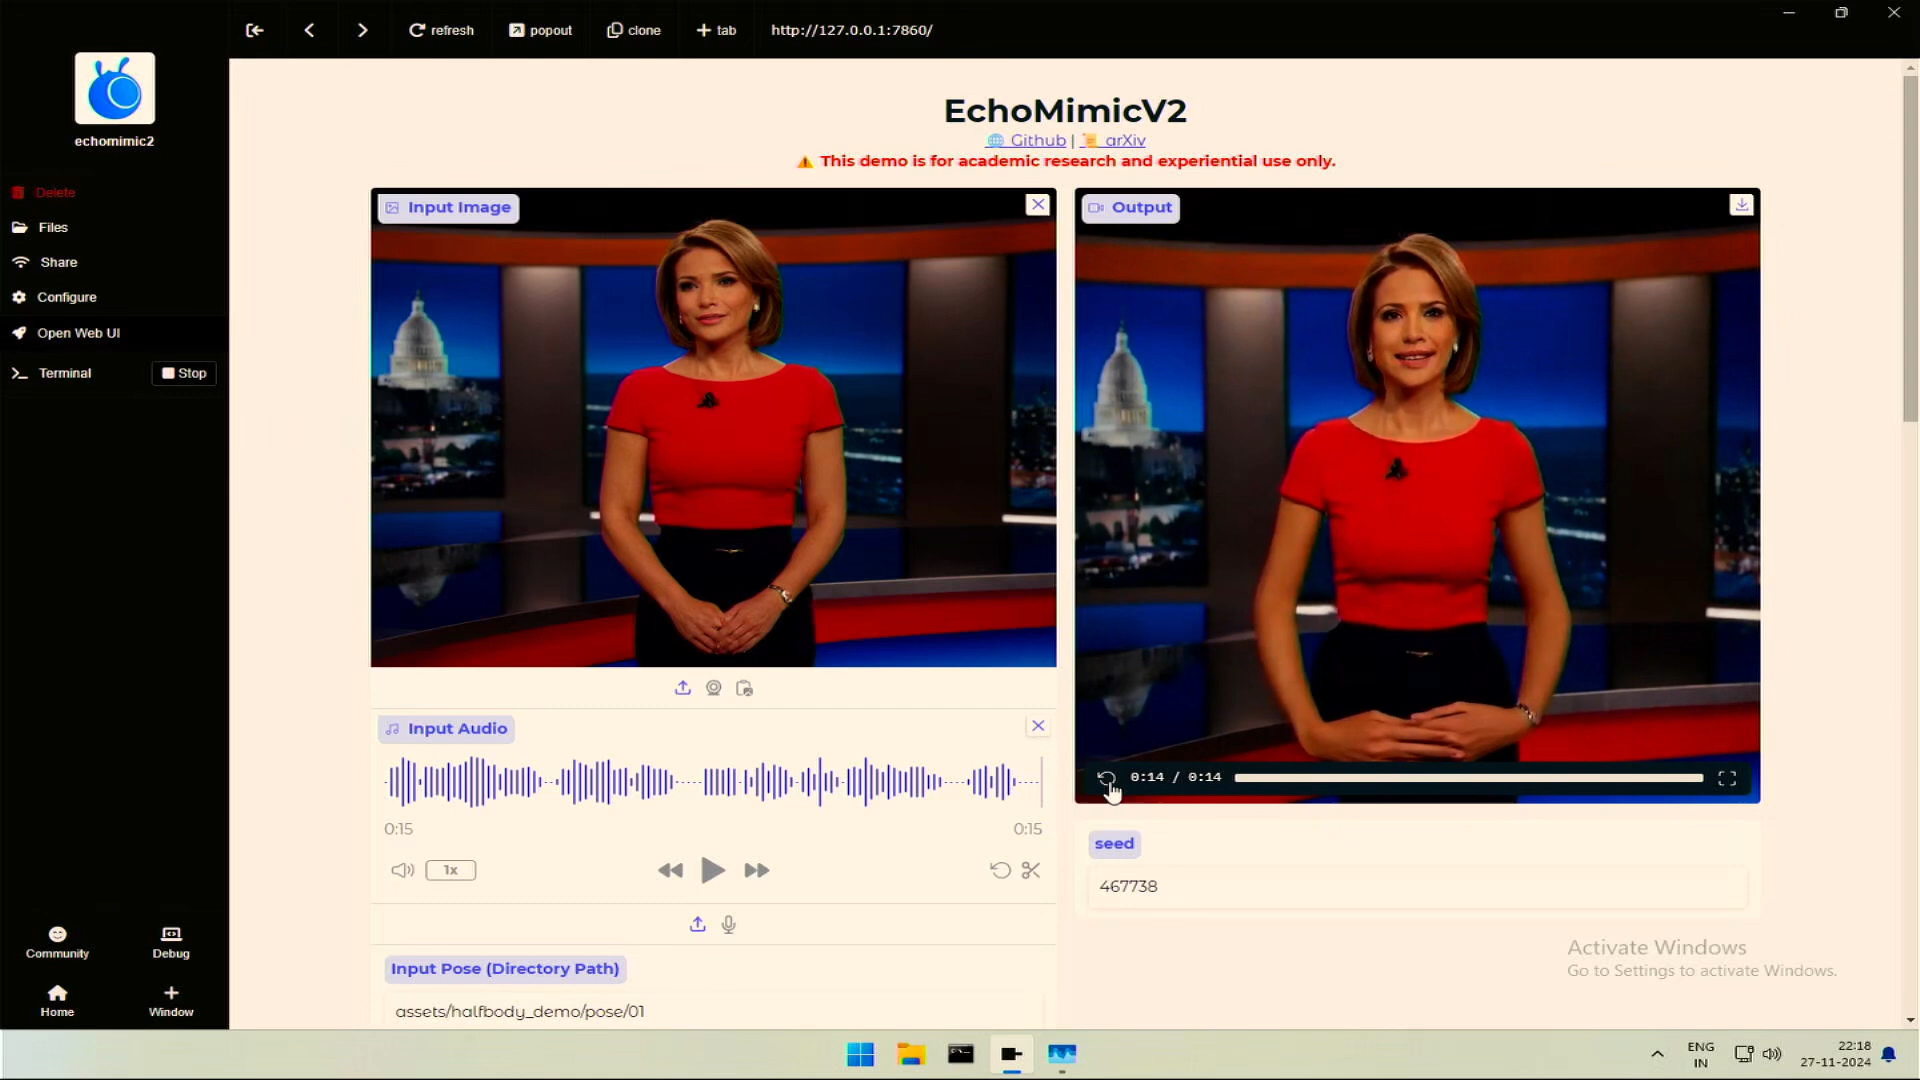 refresh
popout
clone
tab
http://127.0.0.1:7860/
echomimic2
Delete
Files
Share
Configure
Open Web UI
Terminal
Stop
Community
Debug
Home
Window
EchoMimicV2
Github | arXiv
This demo is for academic research and experiential use only.
Input Image
Output
0:14 / 0:14
Input Audio
0:15
0:15
1x
Input Pose (Directory Path)
assets/halfbody_demo/pose/01
seed
467738
Activate Windows
Go to Settings to activate Windows.
ENG
IN
22:18
27-11-2024